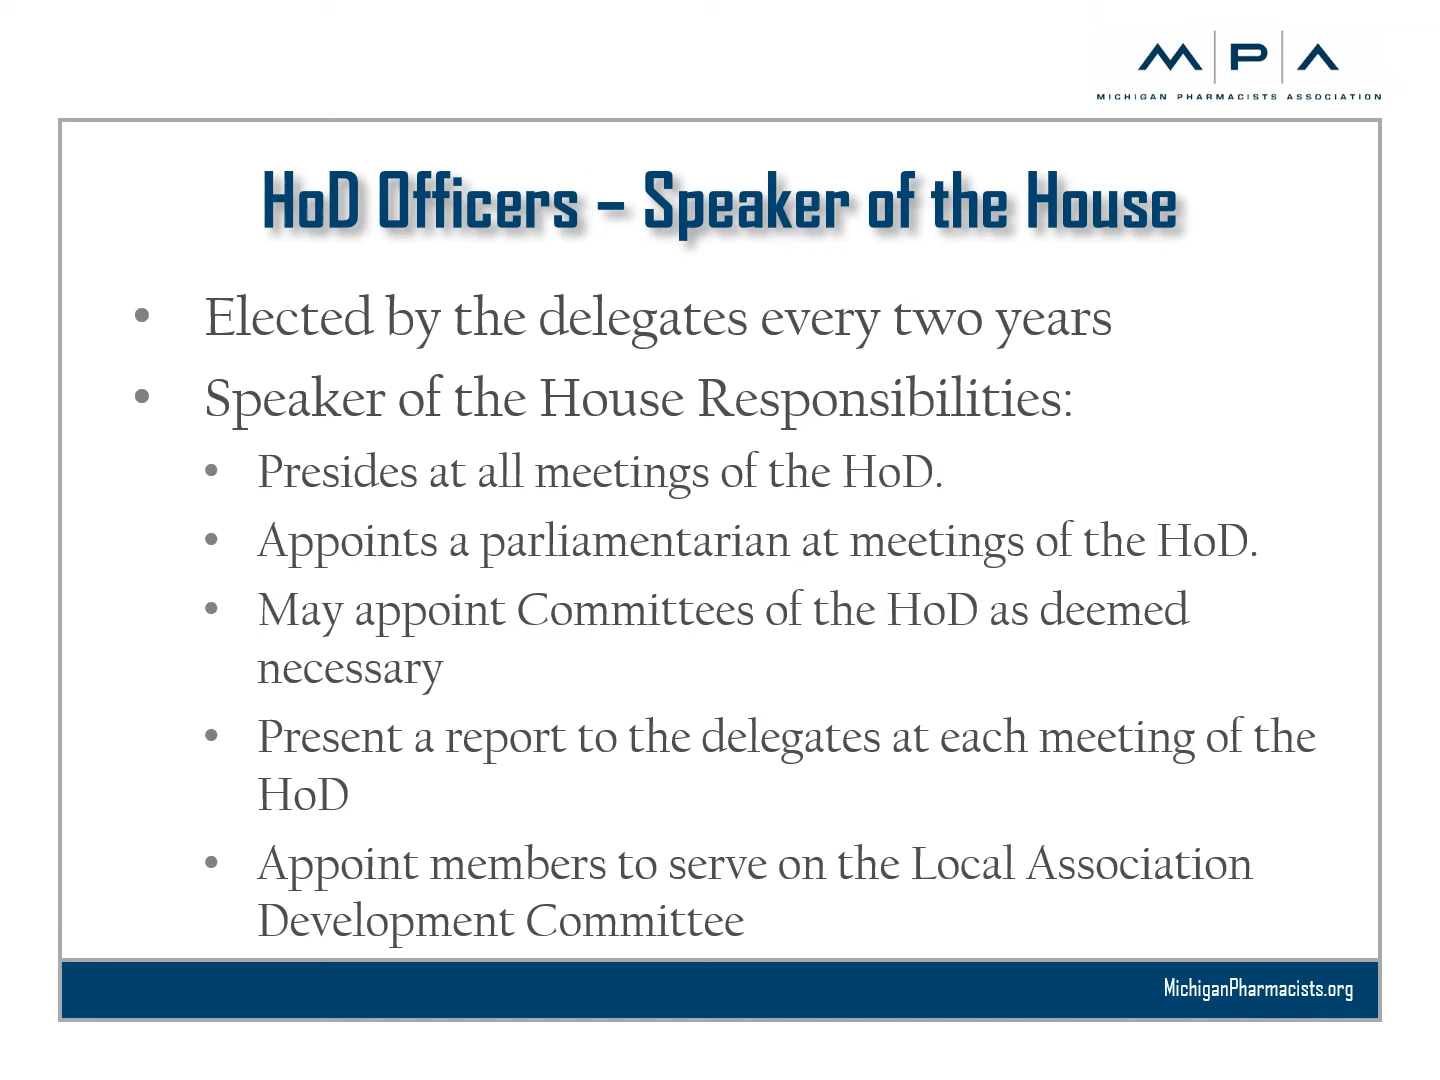 MPA
MICHIGAN PHARMACISTS ASSOCIATION
HoD Officers – Speaker of the House
• Elected by the delegates every two years
• Speaker of the House Responsibilities:
• Presides at all meetings of the HoD.
• Appoints a parliamentarian at meetings of the HoD.
• May appoint Committees of the HoD as deemed
necessary
• Present a report to the delegates at each meeting of the
HoD
• Appoint members to serve on the Local Association
Development Committee
MichiganPharmacists.org